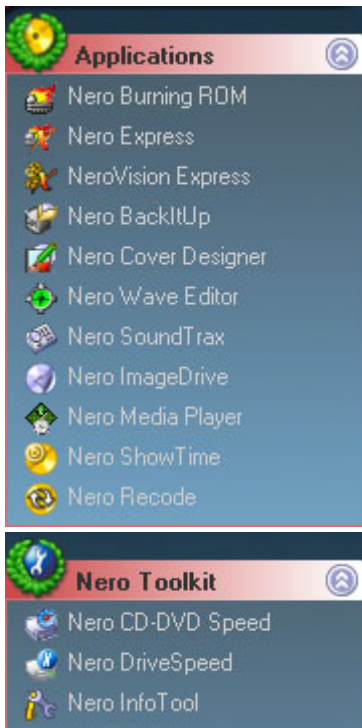 Applications
Nero Burning ROM
Nero Express
NeroVision Express
Nero BackItUp
Nero Cover Designer
Nero Wave Editor
Nero SoundTrax
Nero ImageDrive
Nero Media Player
Nero ShowTime
Nero Recode
Nero Toolkit
Nero CD-DVD Speed
Nero DriveSpeed
Nero InfoTool